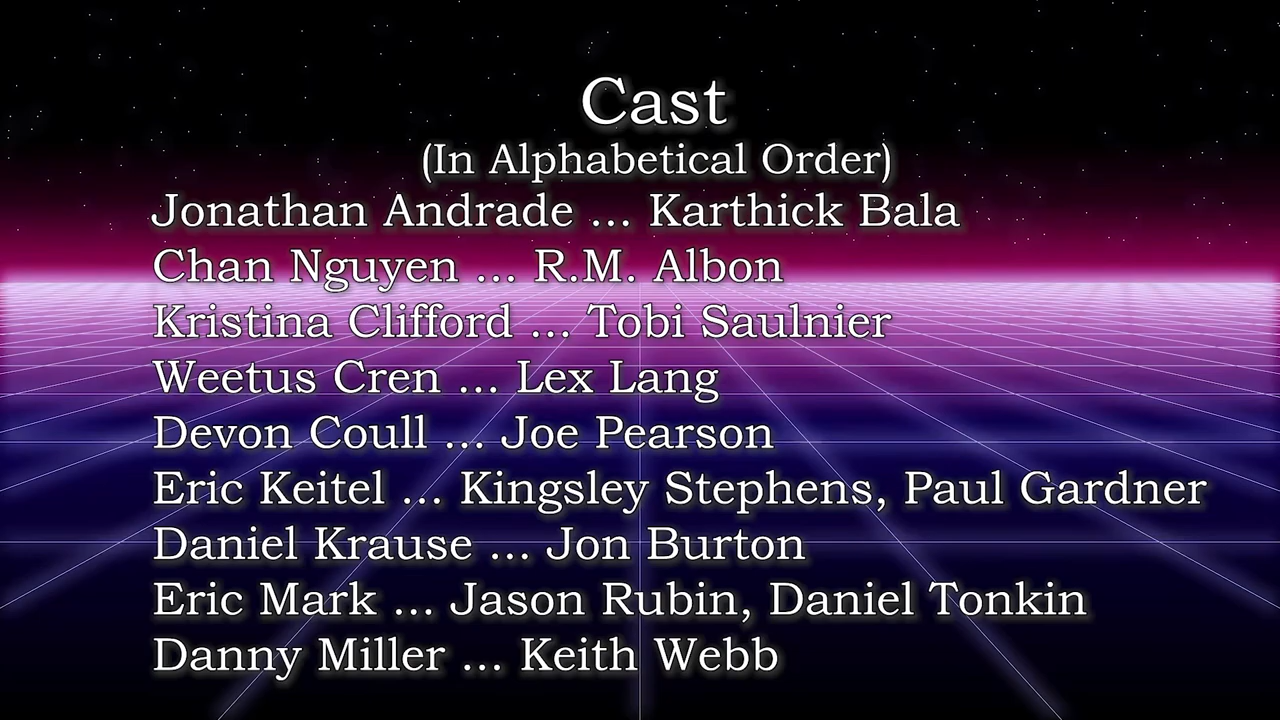 Cast
(In Alphabetical Order)
Jonathan Andrade ... Karthick Bala
Chan Nguyen ... R.M. Albon
Kristina Clifford ... Tobi Saulnier
Weetus Cren ... Lex Lang
Devon Coull ... Joe Pearson
Eric Keitel ... Kingsley Stephens, Paul Gardner
Daniel Krause ... Jon Burton
Eric Mark ... Jason Rubin, Daniel Tonkin
Danny Miller ... Keith Webb